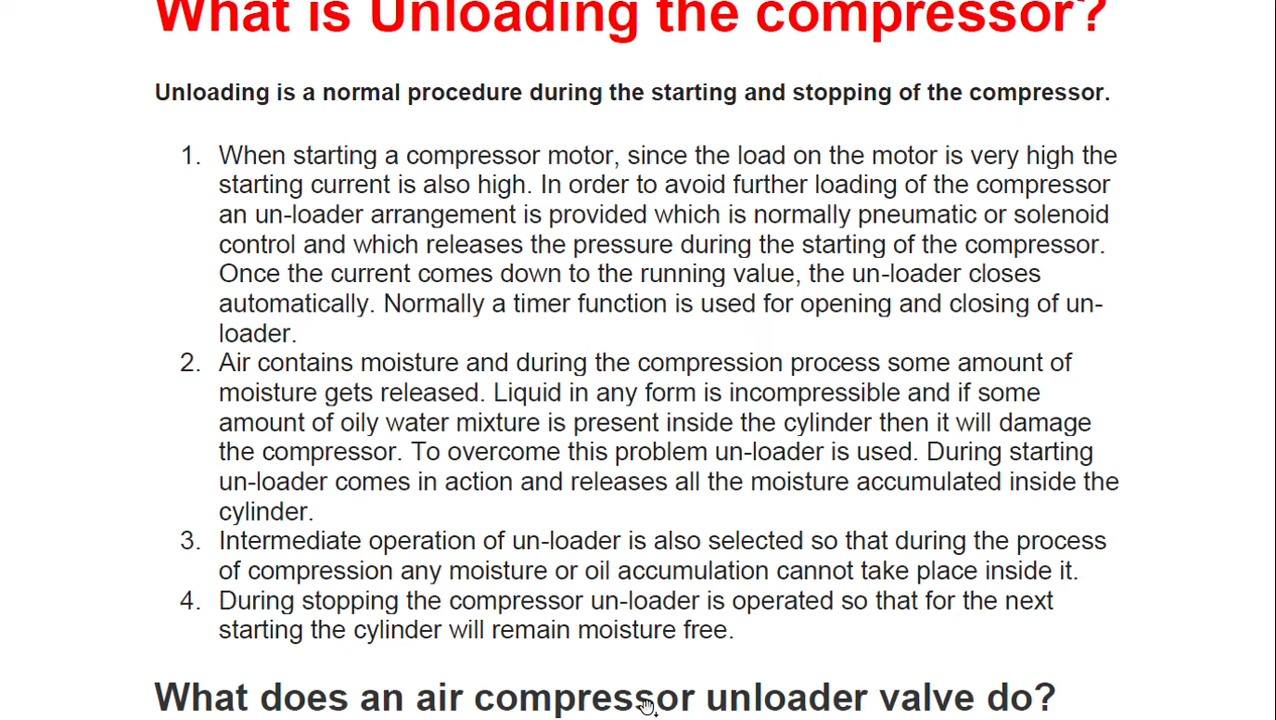 What is Unloading the compressor?
Unloading is a normal procedure during the starting and stopping of the compressor.
1. When starting a compressor motor, since the load on the motor is very high the
starting current is also high. In order to avoid further loading of the compressor
an un-loader arrangement is provided which is normally pneumatic or solenoid
control and which releases the pressure during the starting of the compressor.
Once the current comes down to the running value, the un-loader closes
automatically. Normally a timer function is used for opening and closing of un-
loader.
2. Air contains moisture and during the compression process some amount of
moisture gets released. Liquid in any form is incompressible and if some
amount of oily water mixture is present inside the cylinder then it will damage
the compressor. To overcome this problem un-loader is used. During starting
un-loader comes in action and releases all the moisture accumulated inside the
cylinder.
3. Intermediate operation of un-loader is also selected so that during the process
of compression any moisture or oil accumulation cannot take place inside it.
4. During stopping the compressor un-loader is operated so that for the next
starting the cylinder will remain moisture free.
What does an air compressor unloader valve do?